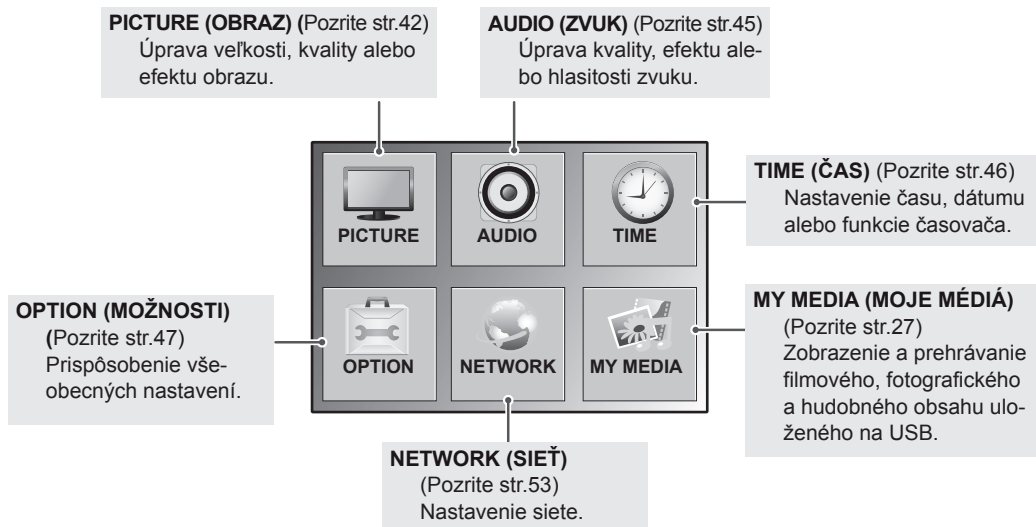 PICTURE (OBRAZ) (Pozrite str.42)
Úprava veľkosti, kvality alebo
efektu obrazu.
AUDIO (ZVUK) (Pozrite str.45)
Úprava kvality, efektu ale-
bo hlasitosti zvuku.
PICTURE
AUDIO
TIME
TIME (ČAS) (Pozrite str.46)
Nastavenie času, dátumu
alebo funkcie časovača.
OPTION (MOŽNOSTI)
(Pozrite str.47)
Prispôsobenie vše-
obecných nastavení.
OPTION
NETWORK
MY MEDIA
MY MEDIA (MOJE MÉDIÁ)
(Pozrite str.27)
Zobrazenie a prehrávanie
filmového, fotografického
a hudobného obsahu ulo-
ženého na USB.
NETWORK (SIEŤ)
(Pozrite str.53)
Nastavenie siete.